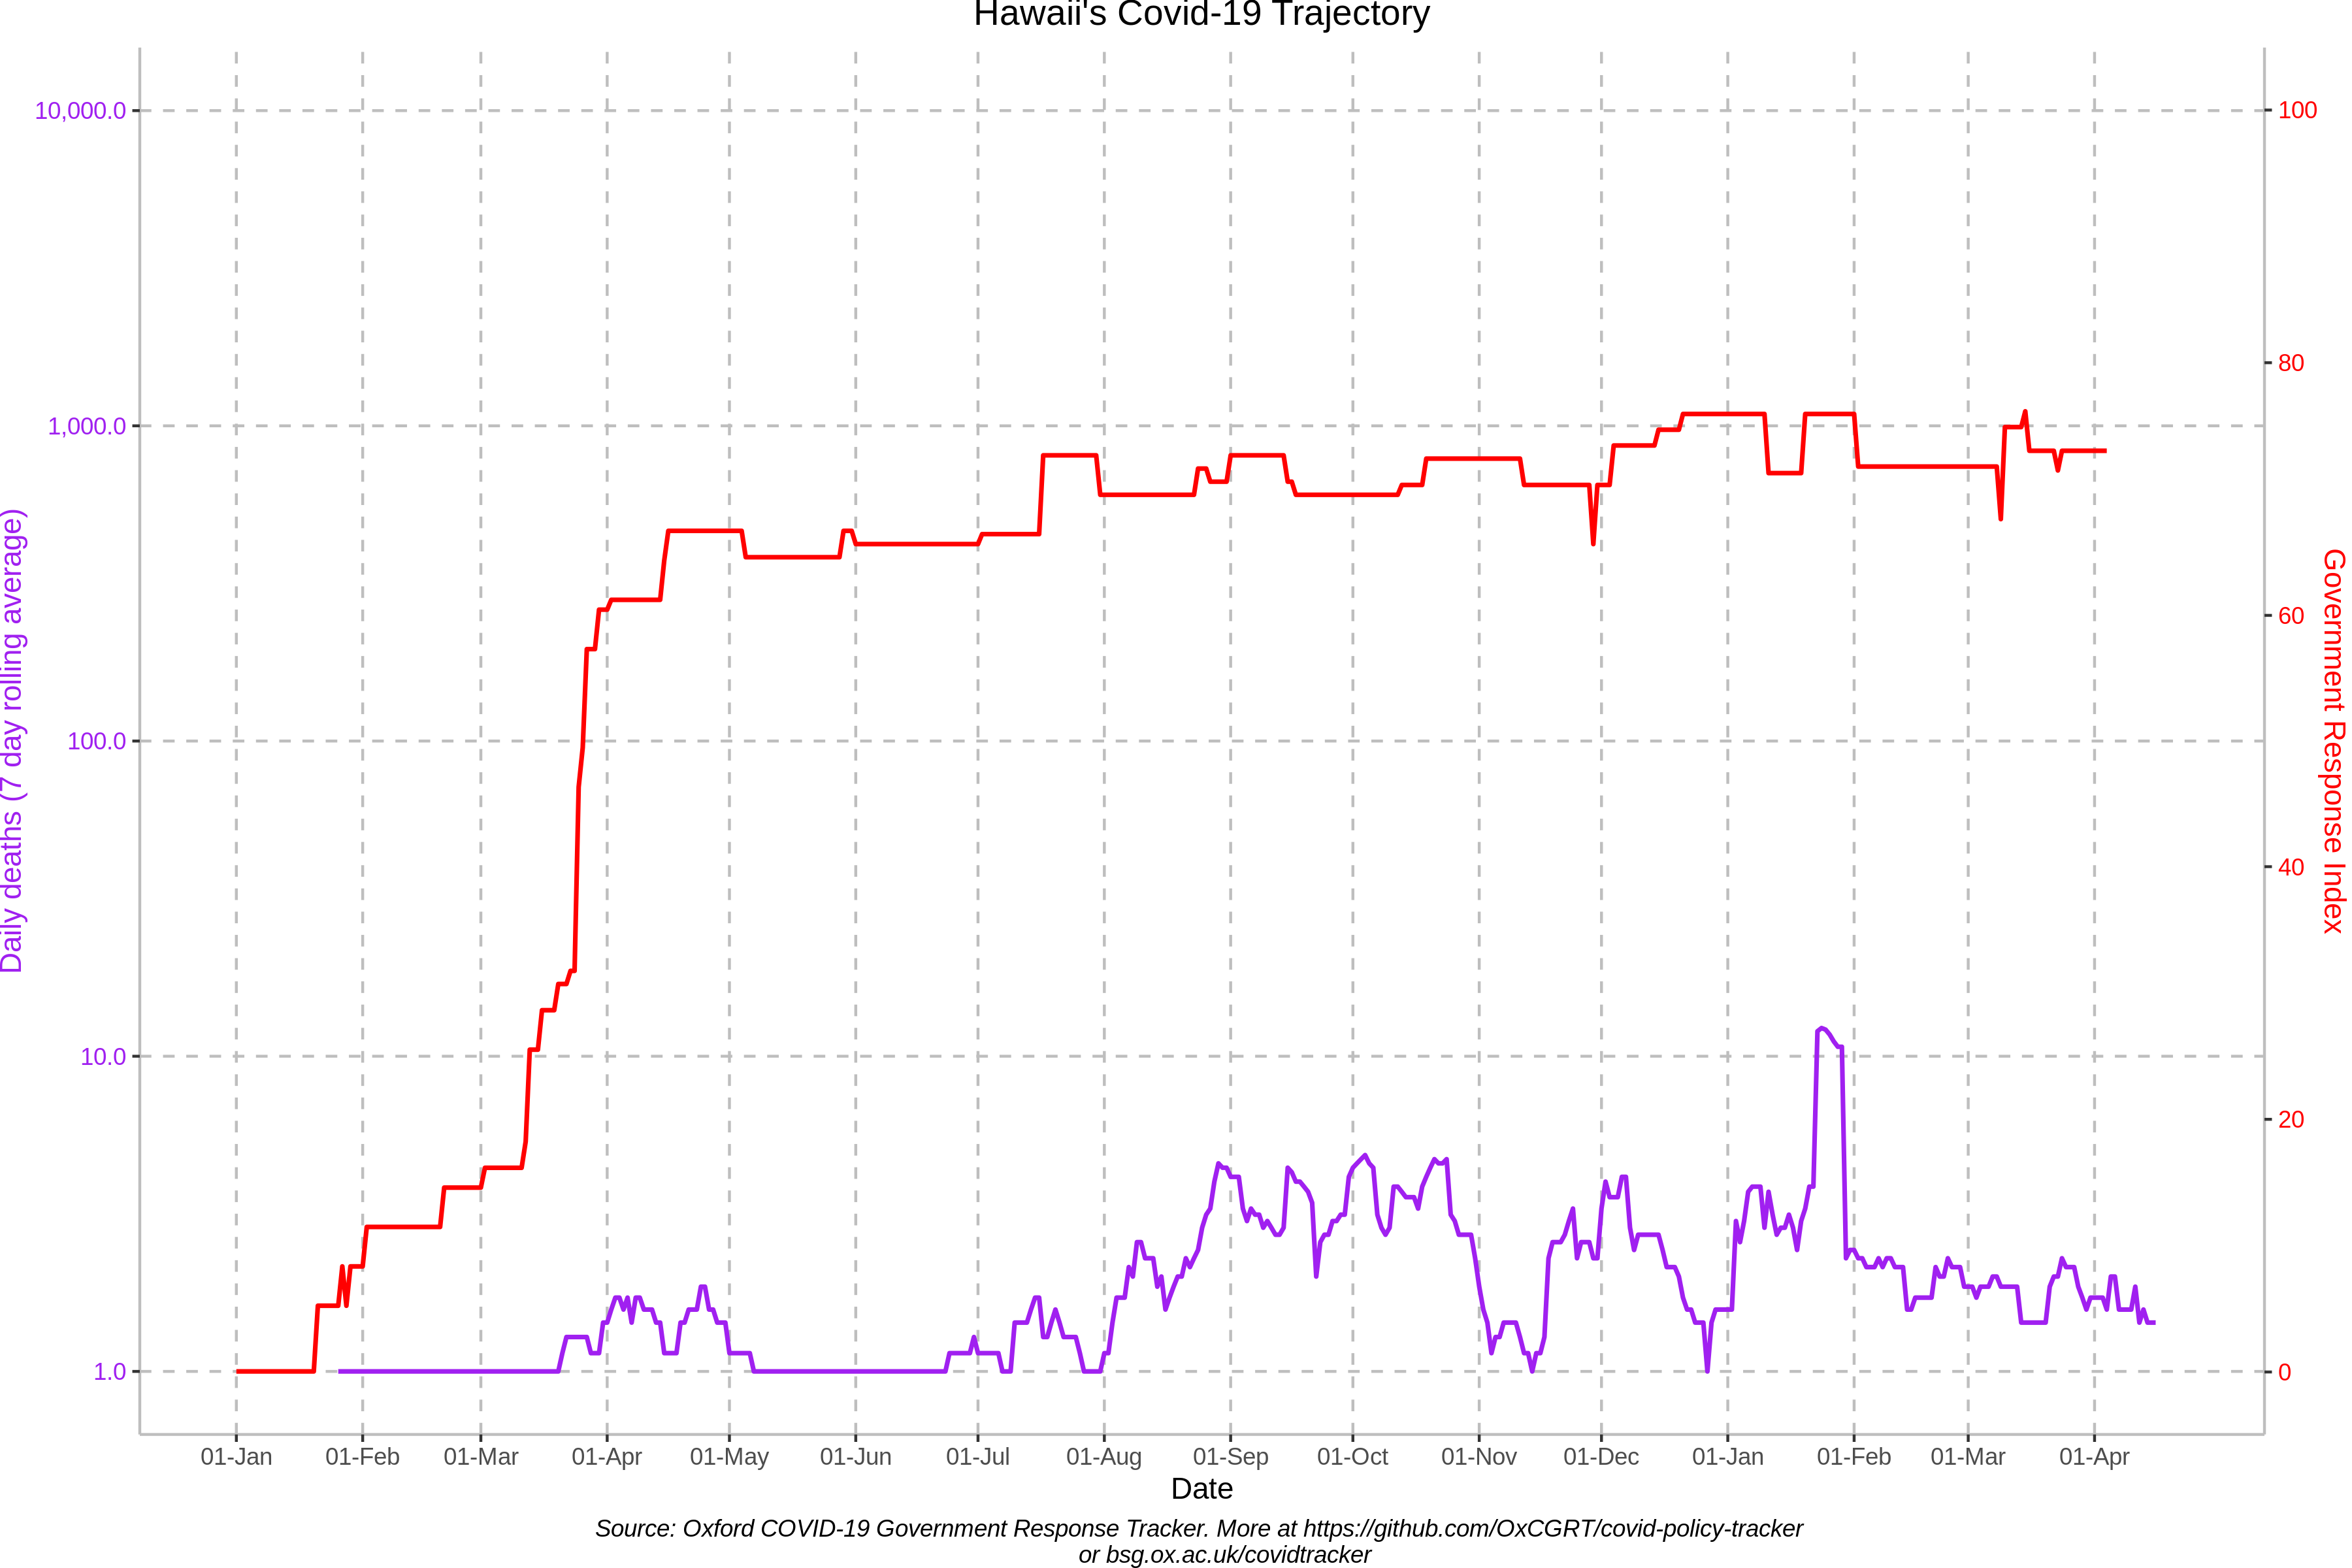 Hawaii's Covid-19 Trajectory
10,000.0
1,000.0
100.0
10.0
1.0
Daily deaths (7 day rolling average)
100
80
60
40
20
0
Government Response Index
01-Jan 01-Feb 01-Mar 01-Apr 01-May 01-Jun 01-Jul 01-Aug 01-Sep 01-Oct 01-Nov 01-Dec 01-Jan 01-Feb 01-Mar 01-Apr
Date
Source: Oxford COVID-19 Government Response Tracker. More at https://github.com/OxCGRT/covid-policy-tracker
or bsg.ox.ac.uk/covidtracker